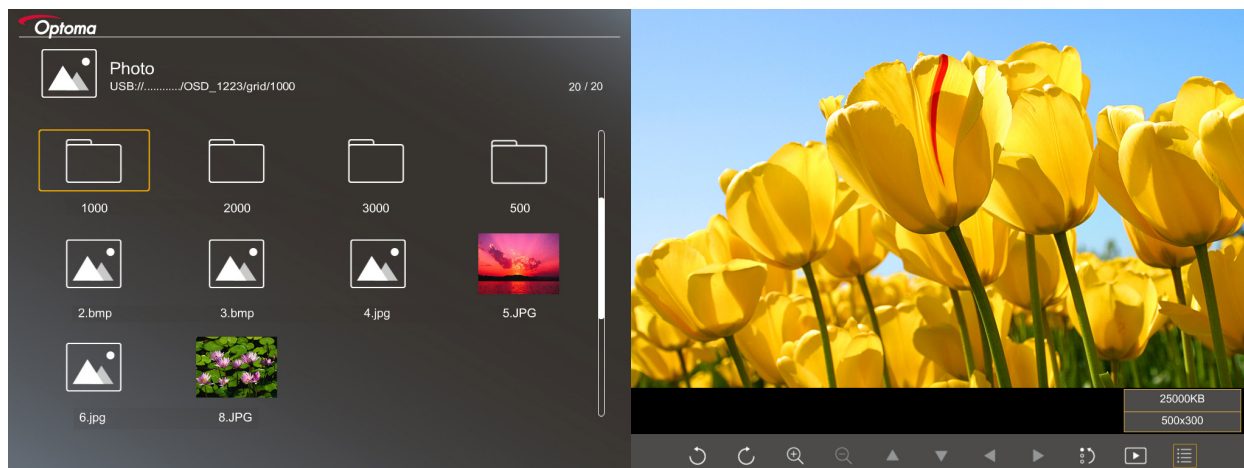 Optoma
Photo
USB://.........../OSD_1223/grid/1000
20 / 20
1000
2000
3000
500
2.bmp
3.bmp
4.jpg
5.JPG
6.jpg
8.JPG
25000KB
500x300